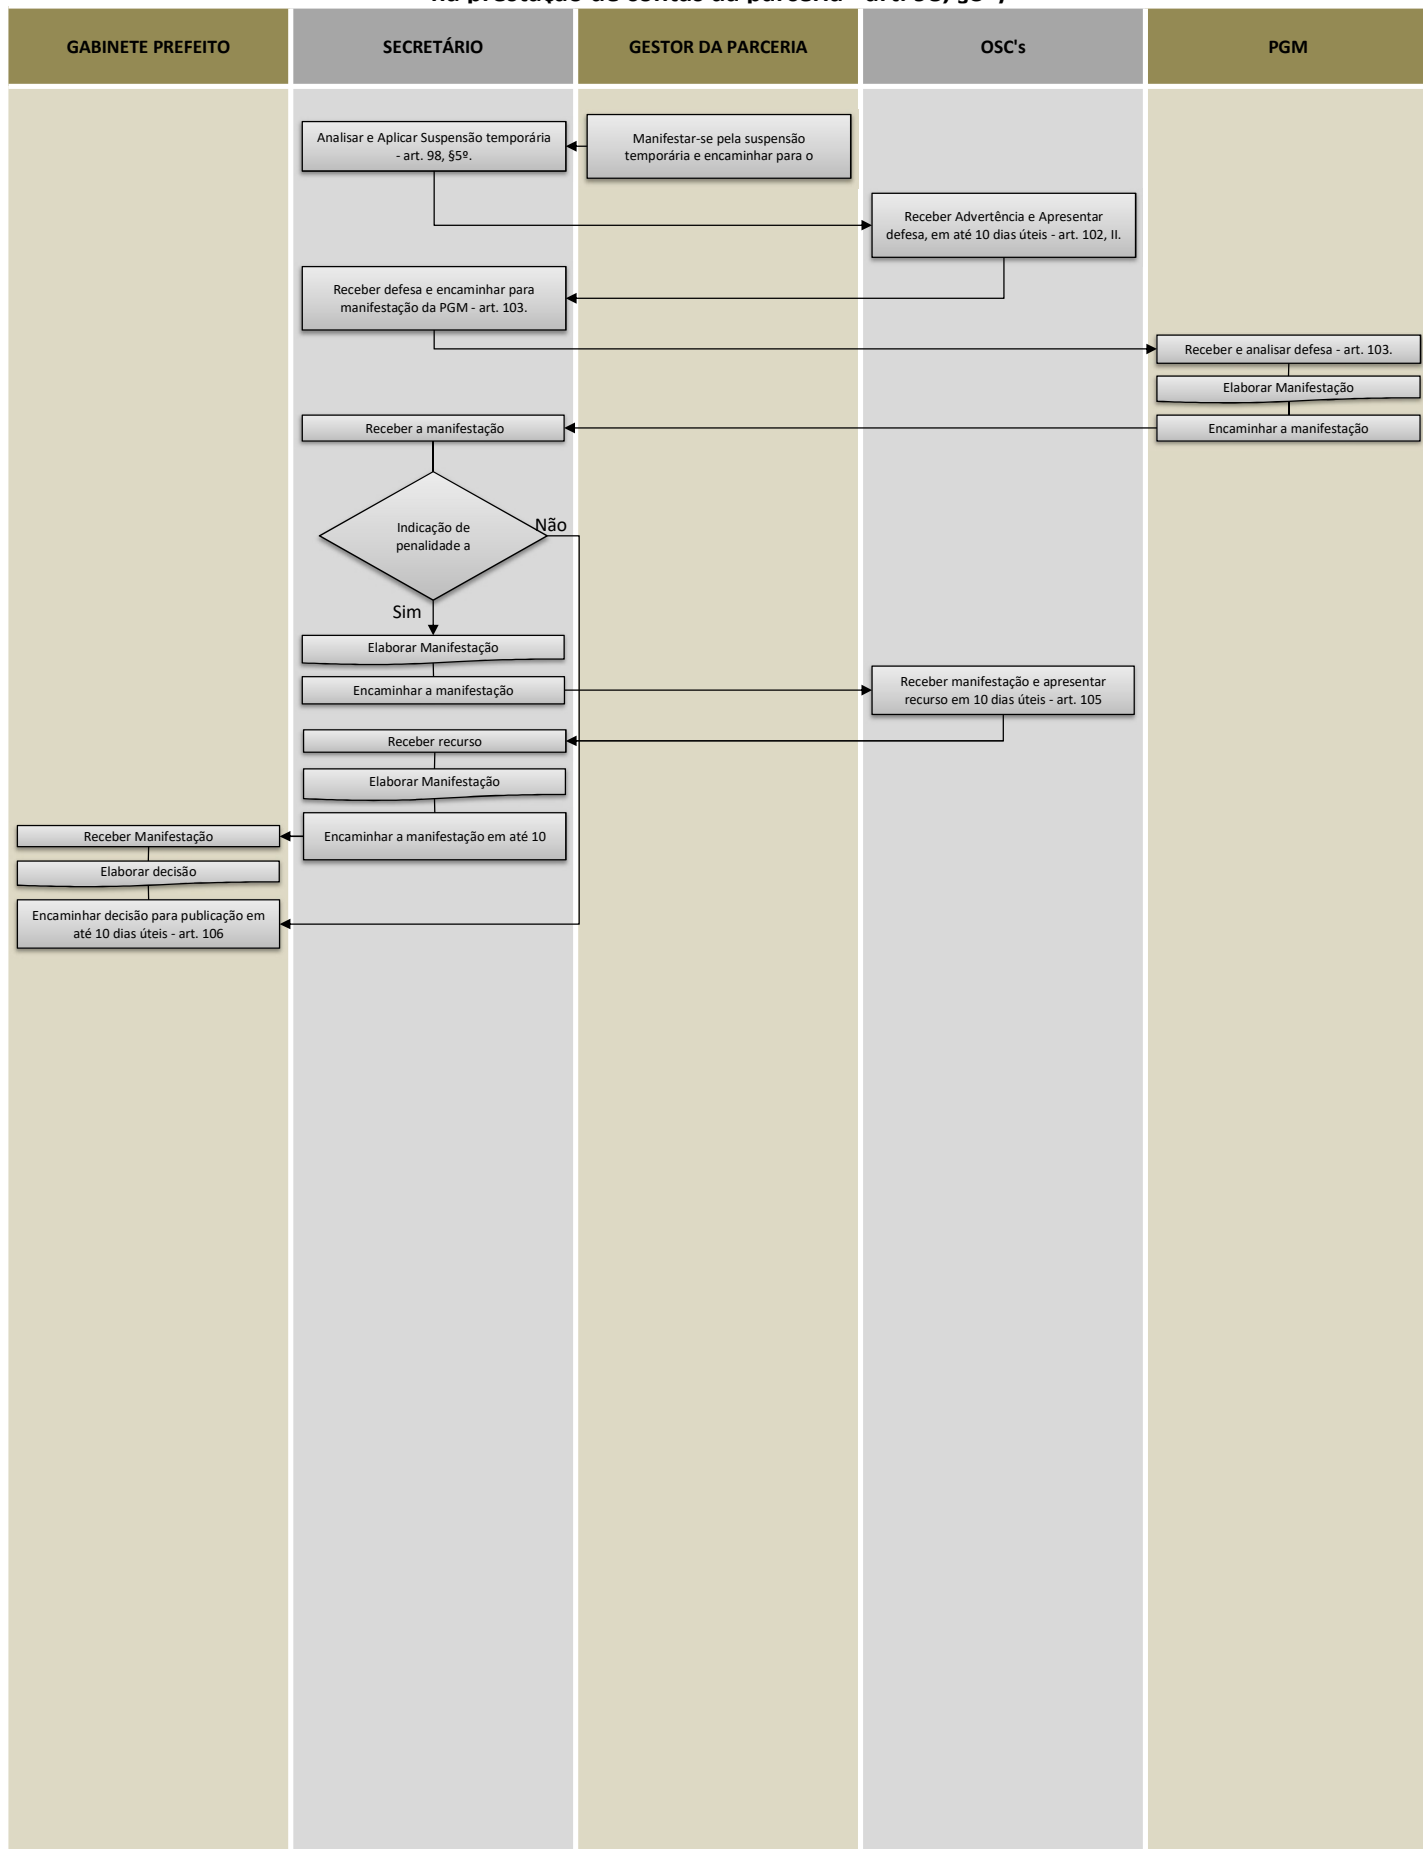 GABINETE PREFEITO
SECRETÁRIO
GESTOR DA PARCERIA
OSC's
PGM
Analisar e Aplicar Suspensão temporária
- art. 98, §5º.
Manifestar-se pela suspensão
temporária e encaminhar para o
Receber Advertência e Apresentar
defesa, em até 10 dias úteis - art. 102, II.
Receber defesa e encaminhar para
manifestação da PGM - art. 103.
Receber e analisar defesa - art. 103.
Elaborar Manifestação
Receber a manifestação
Encaminhar a manifestação
Indicação de
penalidade a
Não
Sim
Elaborar Manifestação
Encaminhar a manifestação
Receber manifestação e apresentar
recurso em 10 dias úteis - art. 105
Receber recurso
Elaborar Manifestação
Encaminhar a manifestação em até 10
Receber Manifestação
Elaborar decisão
Encaminhar decisão para publicação em
até 10 dias úteis - art. 106